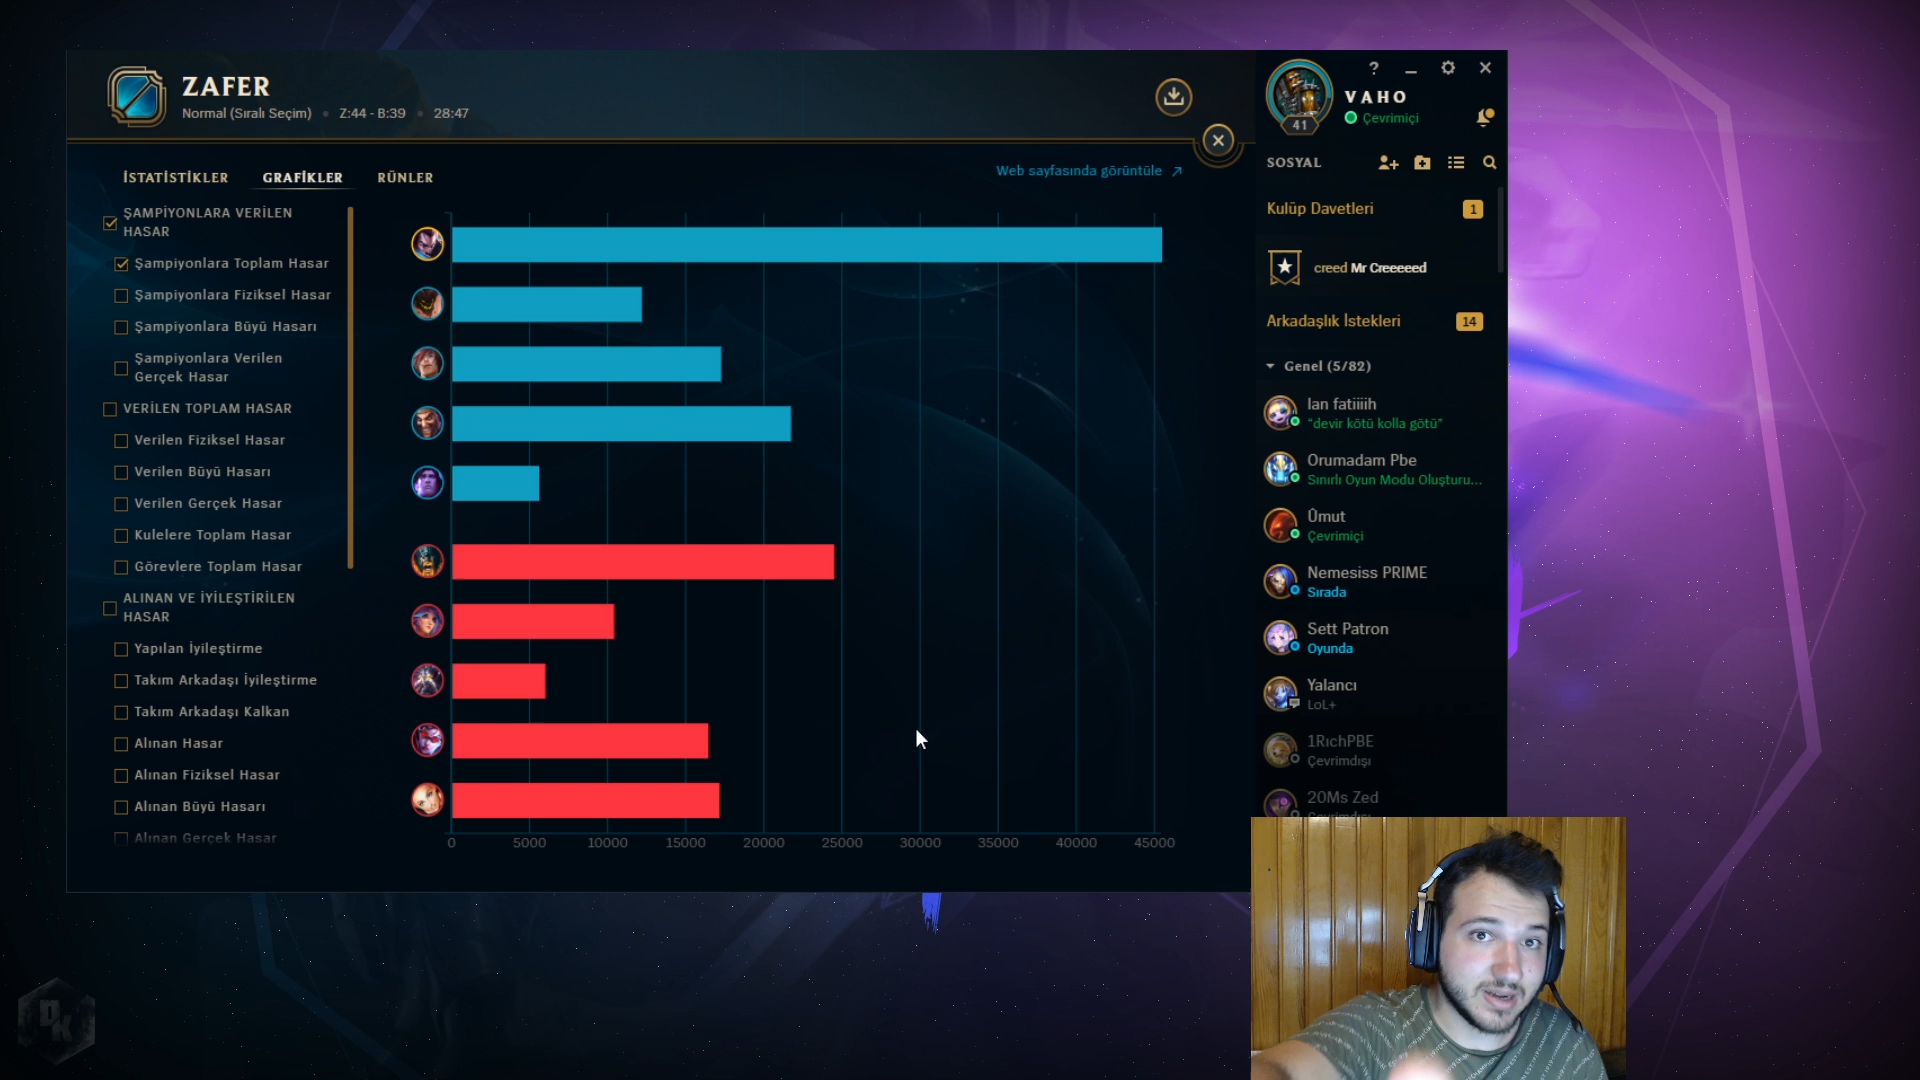 ZAFER
Normal (Sıralı Seçim) • Z:44 - B:39 • 28:47
İSTATİSTİKLER GRAFİKLER RÜNLER
Web sayfasında görüntüle
ŞAMPİYONLARA VERİLEN
HASAR
Şampiyonlara Toplam Hasar
Şampiyonlara Fiziksel Hasar
Şampiyonlara Büyü Hasarı
Şampiyonlara Verilen
Gerçek Hasar
VERİLEN TOPLAM HASAR
Verilen Fiziksel Hasar
Verilen Büyü Hasarı
Verilen Gerçek Hasar
Kulelere Toplam Hasar
Görevlere Toplam Hasar
ALINAN VE İYİLEŞTİRİLEN
HASAR
Yapılan İyileştirme
Takım Arkadaşı İyileştirme
Takım Arkadaşı Kalkan
Alınan Hasar
Alınan Fiziksel Hasar
Alınan Büyü Hasarı
Alınan Gerçek Hasar
0 5000 10000 15000 20000 25000 30000 35000 40000 45000
?
VAHO
41
Çevrimiçi
SOSYAL
Kulüp Davetleri 1
creed Mr Creeeeed
Arkadaşlık İstekleri 14
Genel (5/82)
Ian fatiiiih
"devir kötü kolla götü"
Orumadam Pbe
Sınırlı Oyun Modu Oluşturu...
Ûmut
Çevrimiçi
Nemesiss PRIME
Sırada
Sett Patron
Oyunda
Yalancı
LoL+
1RıchPBE
Çevrimdışı
20Ms Zed
Çevrimdışı
DK